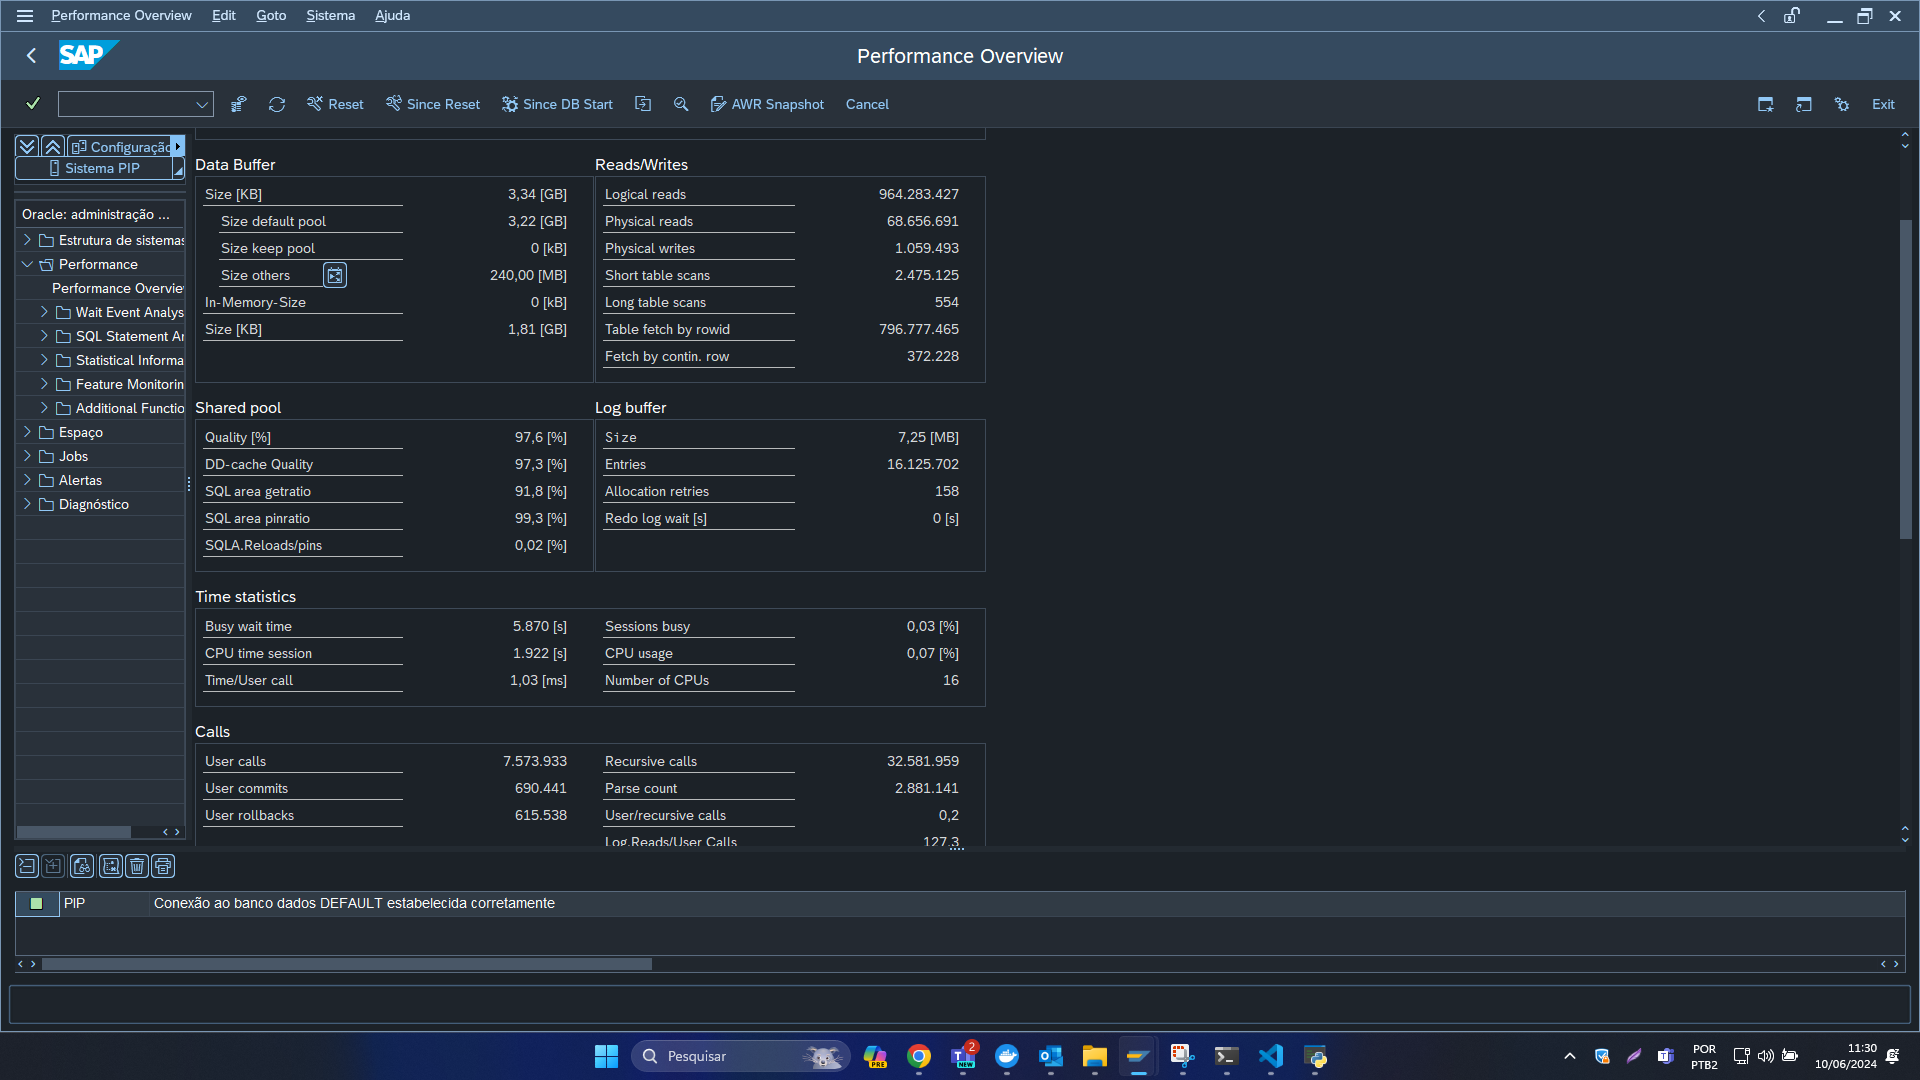 Performance Overview Edit Goto Sistema Ajuda
SAP Performance Overview
Reset Since Reset Since DB Start AWR Snapshot Cancel Exit
Configuraçã
Sistema PIP
Oracle: administração ...
Estrutura de sistemas
Performance
Performance Overvie
Wait Event Analys
SQL Statement Ar
Statistical Informa
Feature Monitorin
Additional Functio
Espaço
Jobs
Alertas
Diagnóstico
Data Buffer
Size [KB] 3,34 [GB]
Size default pool 3,22 [GB]
Size keep pool 0 [kB]
Size others 240,00 [MB]
In-Memory-Size 0 [kB]
Size [KB] 1,81 [GB]
Reads/Writes
Logical reads 964.283.427
Physical reads 68.656.691
Physical writes 1.059.493
Short table scans 2.475.125
Long table scans 554
Table fetch by rowid 796.777.465
Fetch by contin. row 372.228
Shared pool
Quality [%] 97,6 [%]
DD-cache Quality 97,3 [%]
SQL area getratio 91,8 [%]
SQL area pinratio 99,3 [%]
SQLA.Reloads/pins 0,02 [%]
Log buffer
Size 7,25 [MB]
Entries 16.125.702
Allocation retries 158
Redo log wait [s] 0 [s]
Time statistics
Busy wait time 5.870 [s] Sessions busy 0,03 [%]
CPU time session 1.922 [s] CPU usage 0,07 [%]
Time/User call 1,03 [ms] Number of CPUs 16
Calls
User calls 7.573.933 Recursive calls 32.581.959
User commits 690.441 Parse count 2.881.141
User rollbacks 615.538 User/recursive calls 0,2
Log.Reads/User Calls 127,3
PIP Conexão ao banco dados DEFAULT estabelecida corretamente
Pesquisar
PRE
2
NEW
POR
PTB2
11:30
10/06/2024